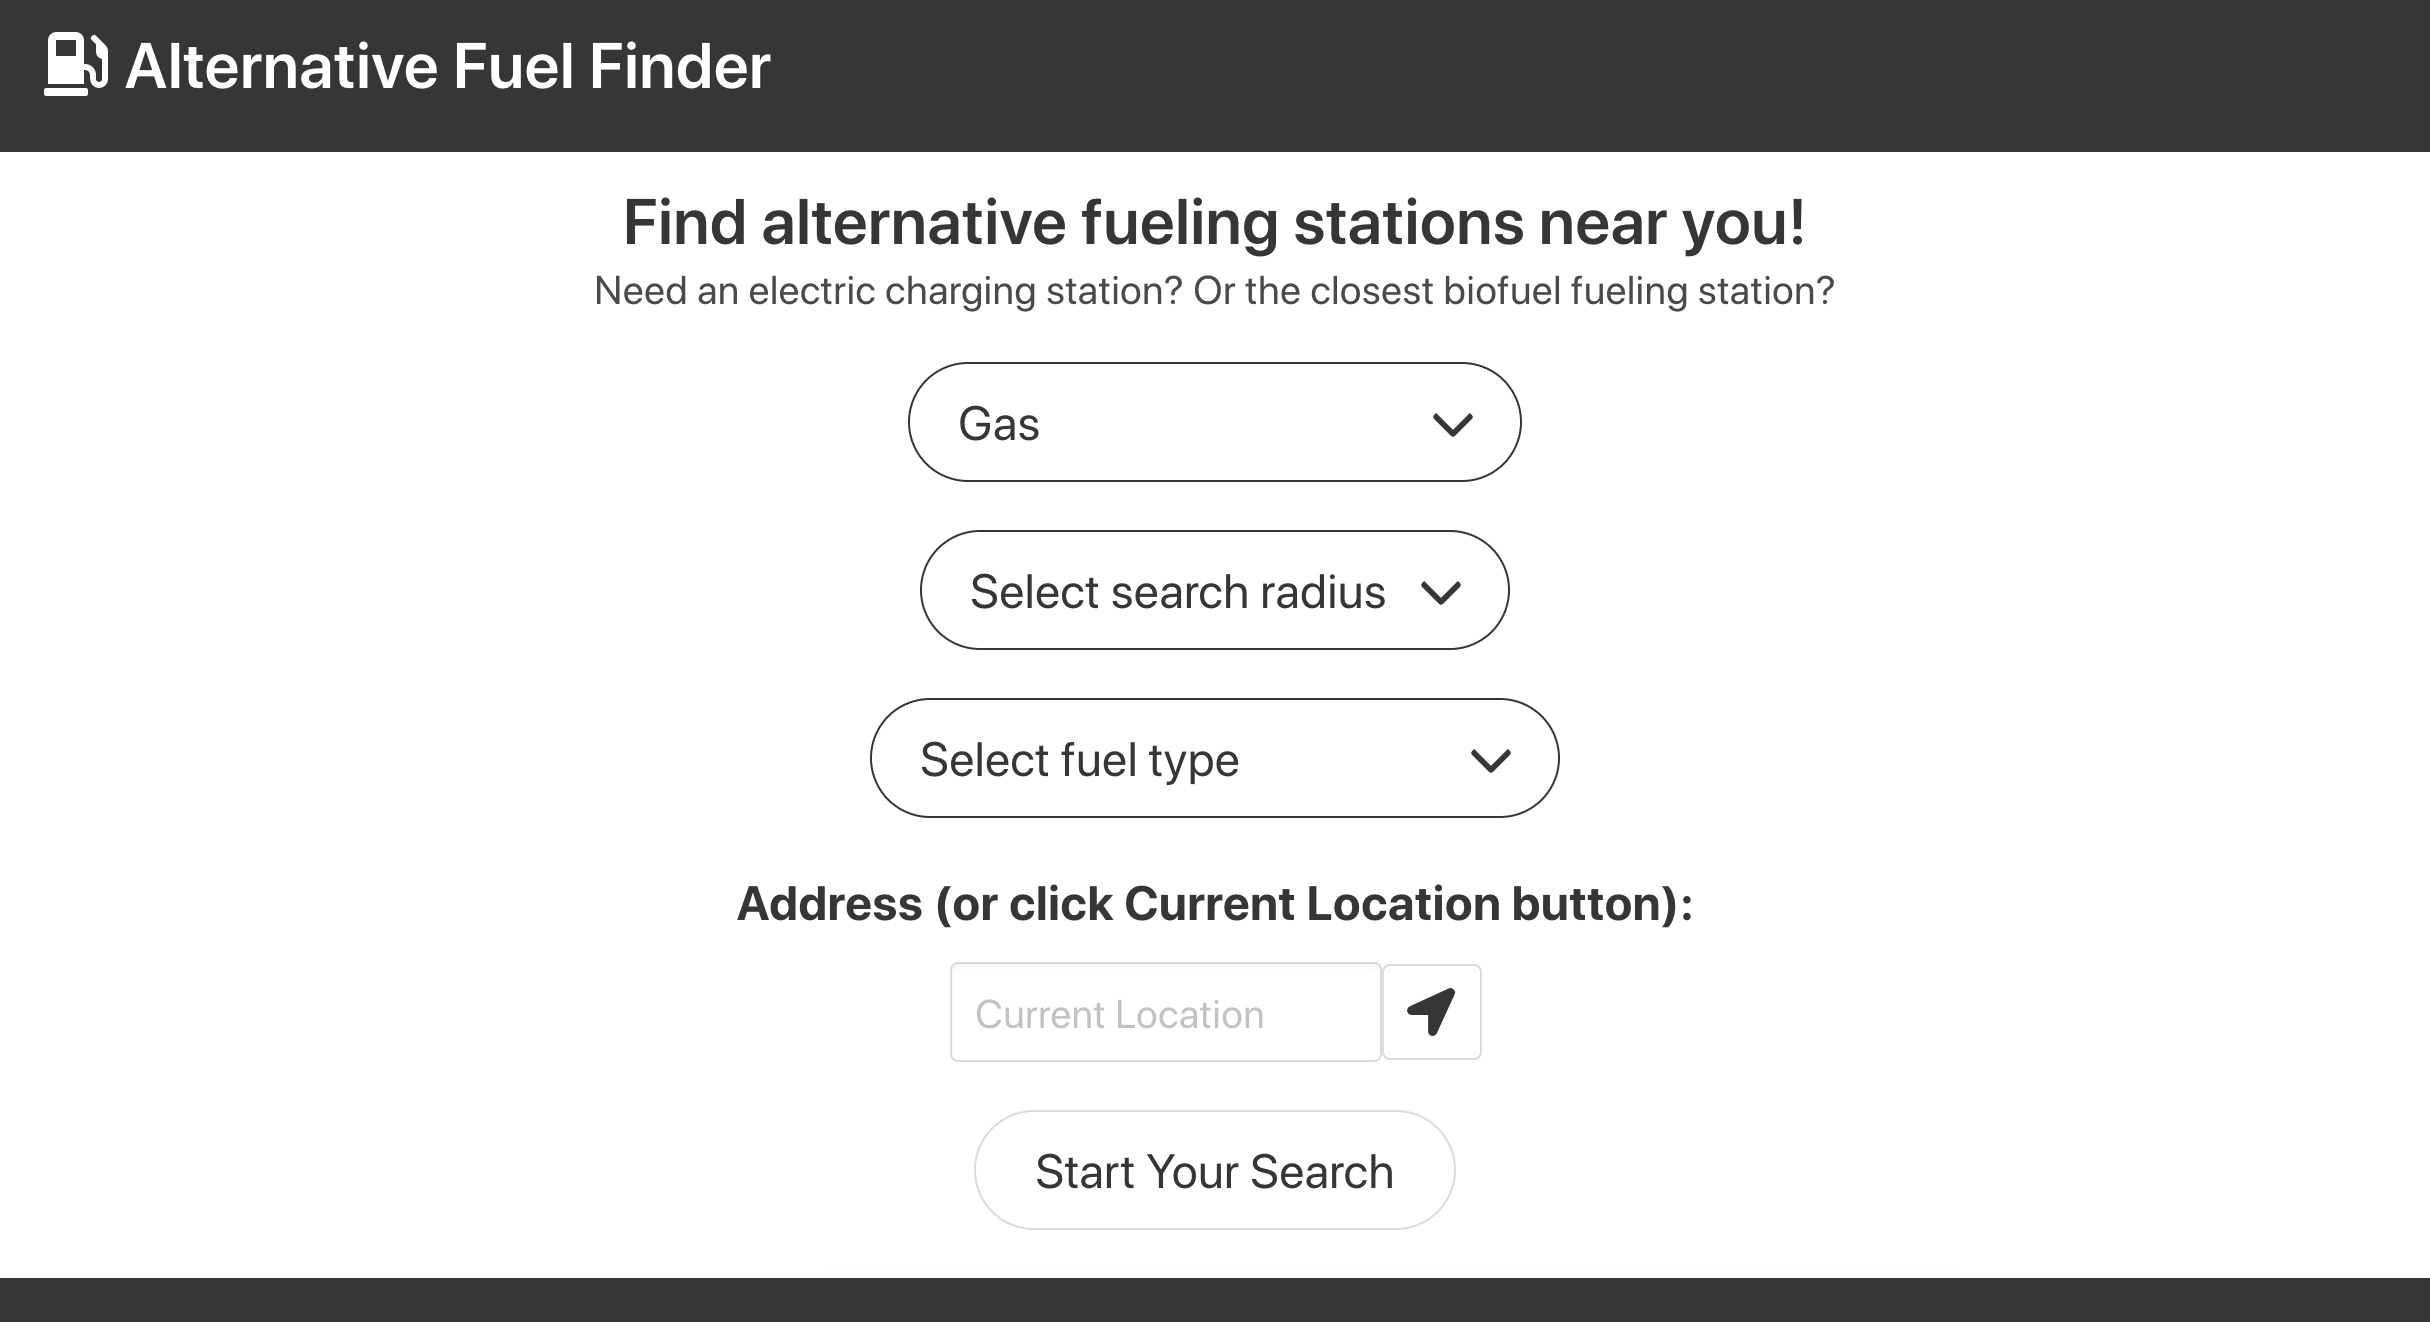 Alternative Fuel Finder
Find alternative fueling stations near you!
Need an electric charging station? Or the closest biofuel fueling station?
Gas
Select search radius
Select fuel type
Address (or click Current Location button):
Current Location
Start Your Search